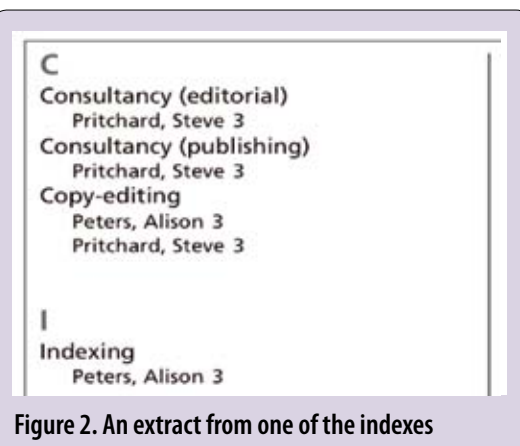 C
Consultancy (editorial)
Pritchard, Steve 3
Consultancy (publishing)
Pritchard, Steve 3
Copy-editing
Peters, Alison 3
Pritchard, Steve 3
I
Indexing
Peters, Alison 3
Figure 2. An extract from one of the indexes